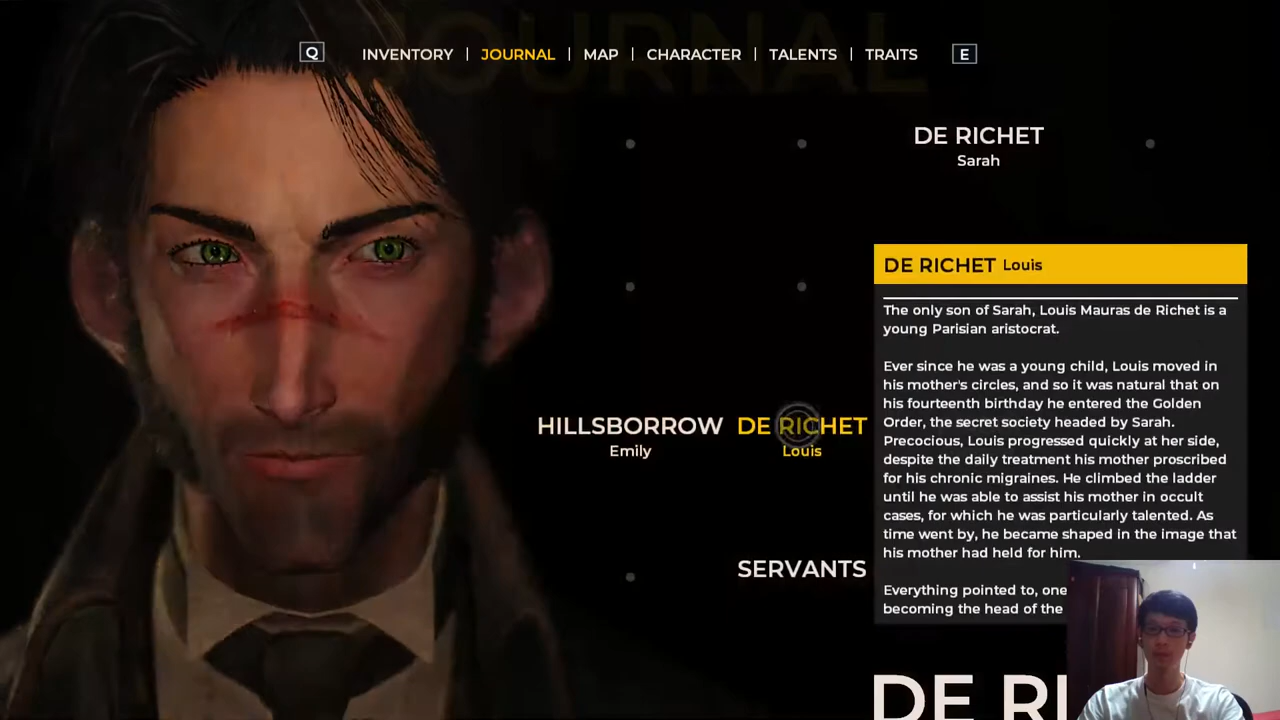 JOURNAL
Q INVENTORY | JOURNAL | MAP | CHARACTER | TALENTS | TRAITS E
DE RICHET
Sarah
DE RICHET Louis
The only son of Sarah, Louis Mauras de Richet is a
young Parisian aristocrat.
Ever since he was a young child, Louis moved in
his mother's circles, and so it was natural that on
his fourteenth birthday he entered the Golden
Order, the secret society headed by Sarah.
Precocious, Louis progressed quickly at her side,
despite the daily treatment his mother proscribed
for his chronic migraines. He climbed the ladder
until he was able to assist his mother in occult
cases, for which he was particularly talented. As
time went by, he became shaped in the image that
his mother had held for him.
Everything pointed to, one
becoming the head of the
HILLSBORROW
Emily
DE RICHET
Louis
SERVANTS
DE RI